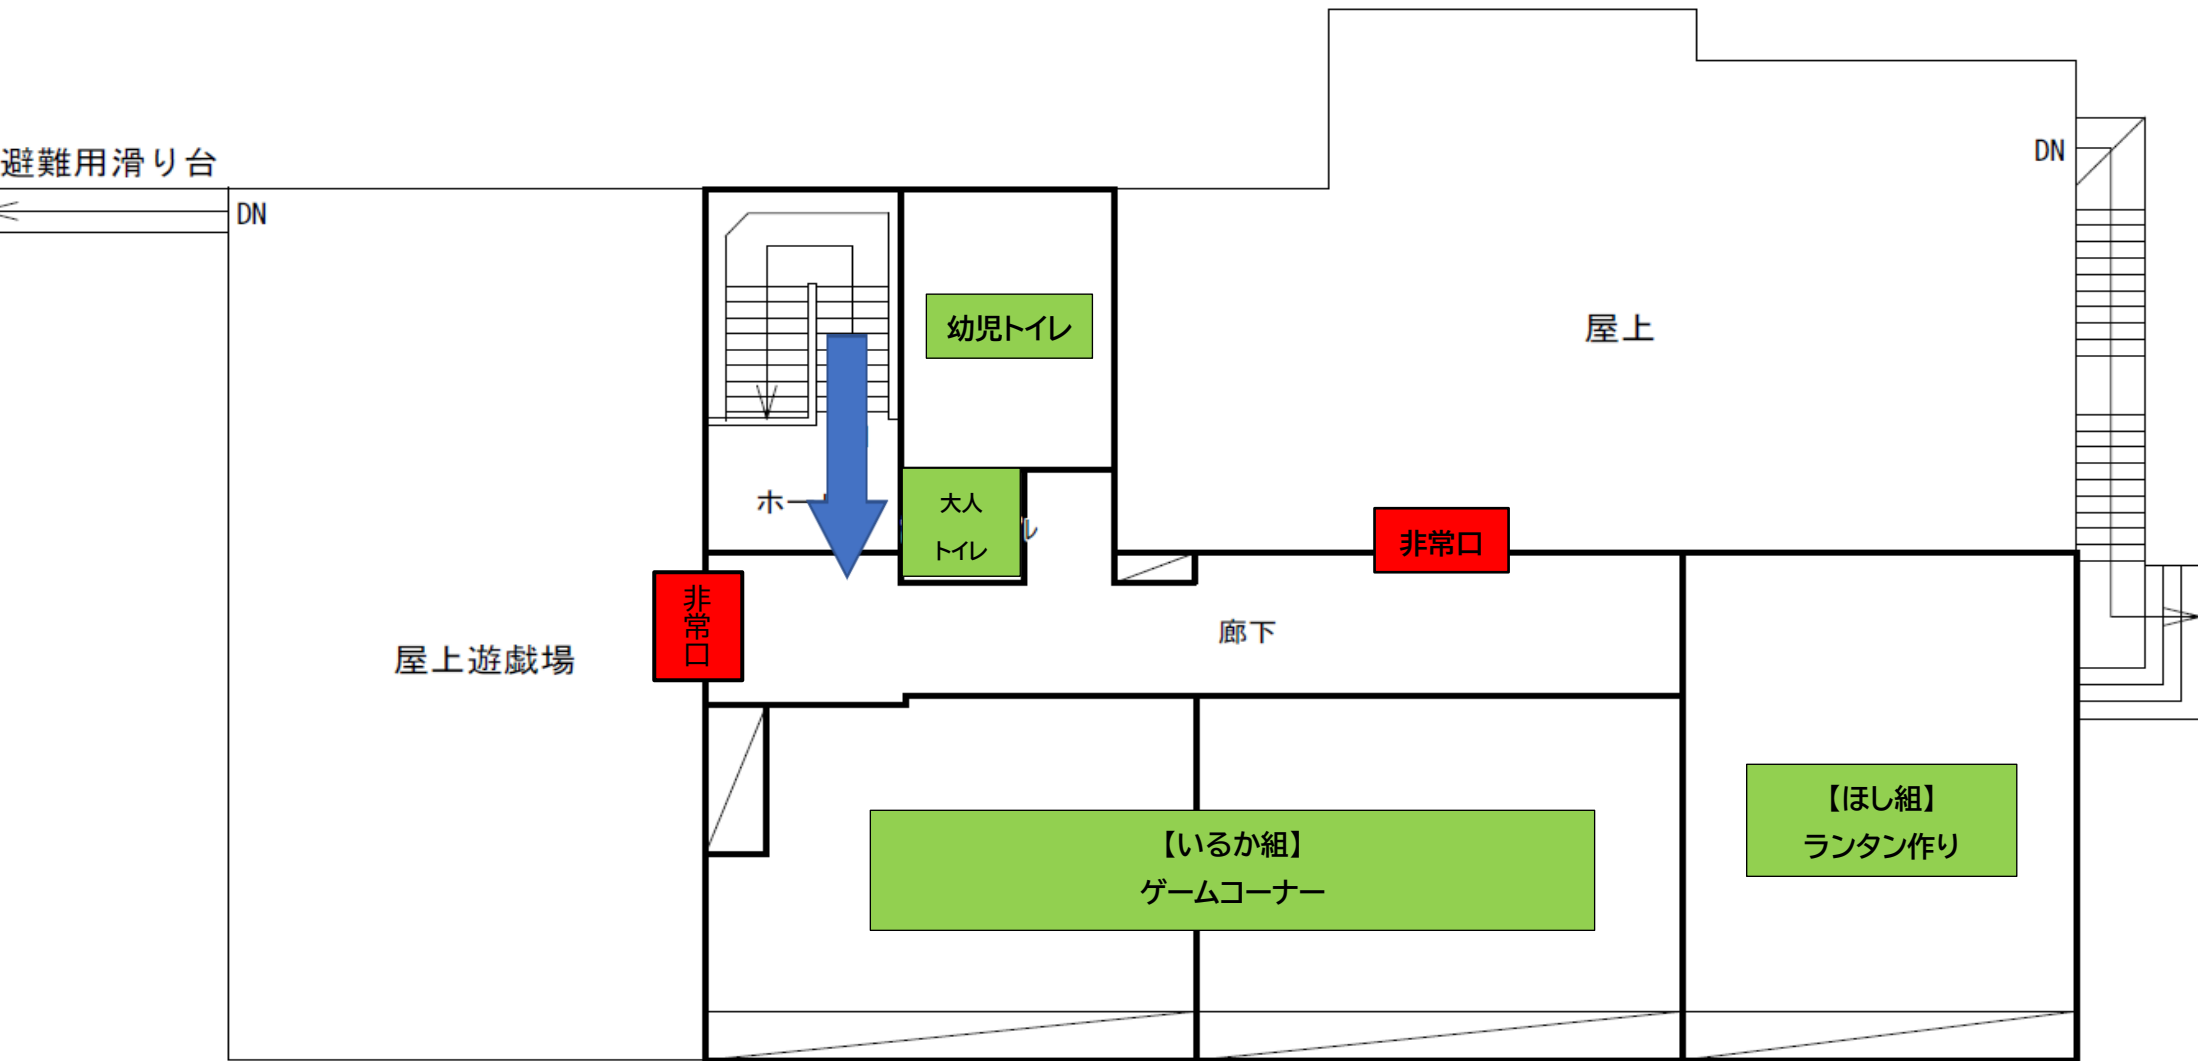 避難用滑り台
DN
DN
幼児トイレ
屋上
大人
トイレ
非常口
非常口
廊下
屋上遊戯場
【いるか組】
ゲームコーナー
【ほし組】
ランタン作り